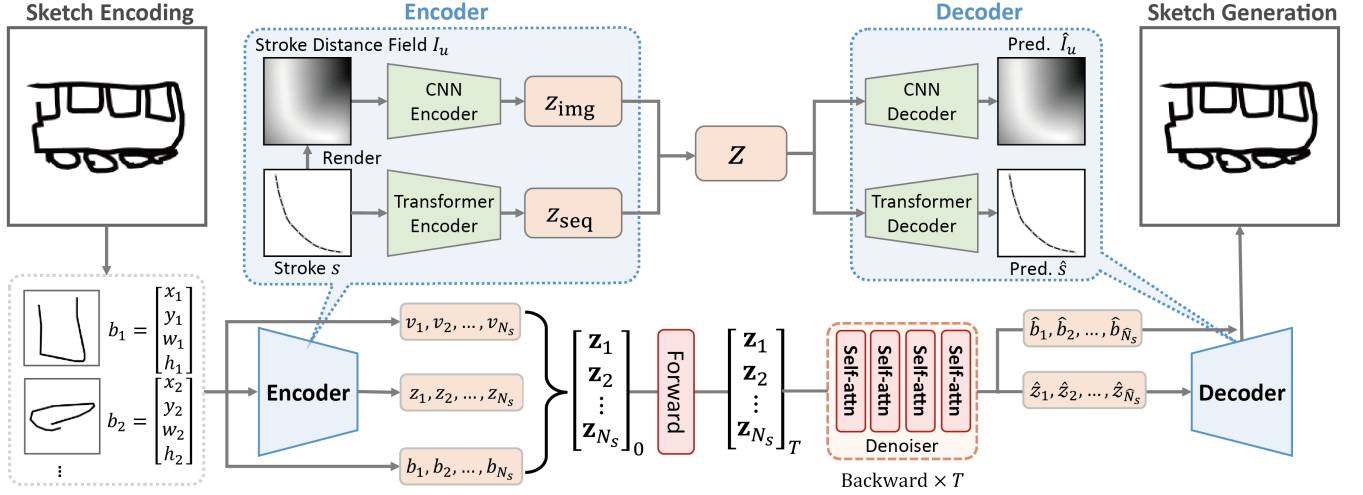 Sketch Encoding
Encoder
Decoder
Sketch Generation
Stroke Distance Field I_u
CNN
Encoder
z_img
Render
Transformer
Encoder
z_seq
Stroke s
Z
CNN
Decoder
Pred. Î_u
Transformer
Decoder
Pred. ŝ
b_1 = [x_1
y_1
w_1
h_1]
b_2 = [x_2
y_2
w_2
h_2]
⋮
Encoder
v_1, v_2, ..., v_{N_s}
z_1, z_2, ..., z_{N_s}
b_1, b_2, ..., b_{N_s}
[𝐳_1
𝐳_2
⋮
𝐳_{N_s}]_0
Forward
[𝐳_1
𝐳_2
⋮
𝐳_{N_s}]_T
Self-attn
Self-attn
Self-attn
Self-attn
Denoiser
Backward × T
b̂_1, b̂_2, ..., b̂_{N̂_s}
ẑ_1, ẑ_2, ..., ẑ_{N̂_s}
Decoder